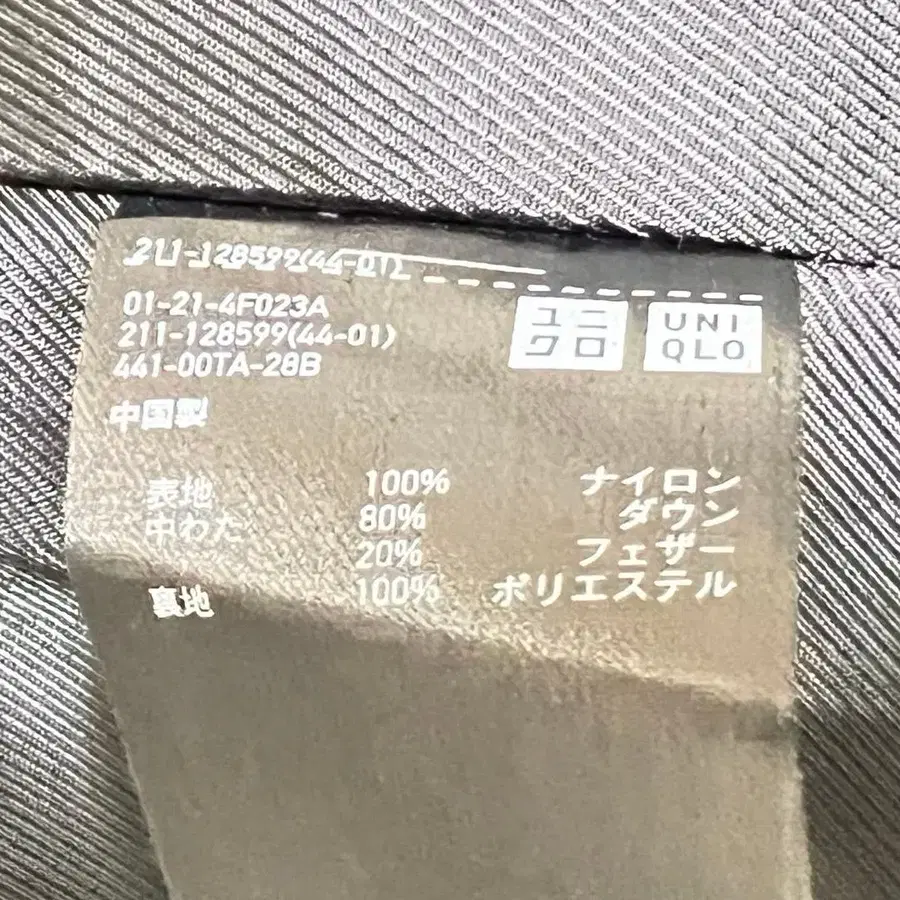 211-128599(44-01)
01-21-4F023A
211-128599(44-01)
441-00TA-28B
ユニ
クロ
UNI
QLO
中国製
表地 100% ナイロン
中わた 80% ダウン
20% フェザー
裏地 100% ポリエステル